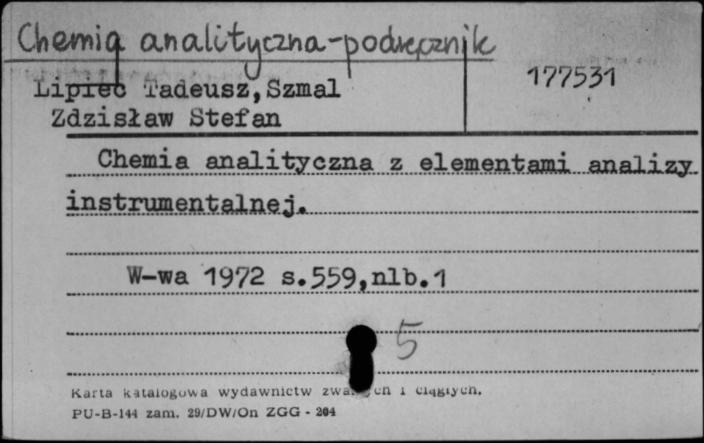 Chemia analityczna-podręcznik
177531
Lipiec Tadeusz, Szmal
Zdzisław Stefan
Chemia analityczna z elementami analizy
instrumentalnej.
W-wa 1972 s.559,nlb.1
5
Karta katalogowa wydawnictw i ciągłych.
PU-B-144 zam. 29/DW/On ZGG - 204